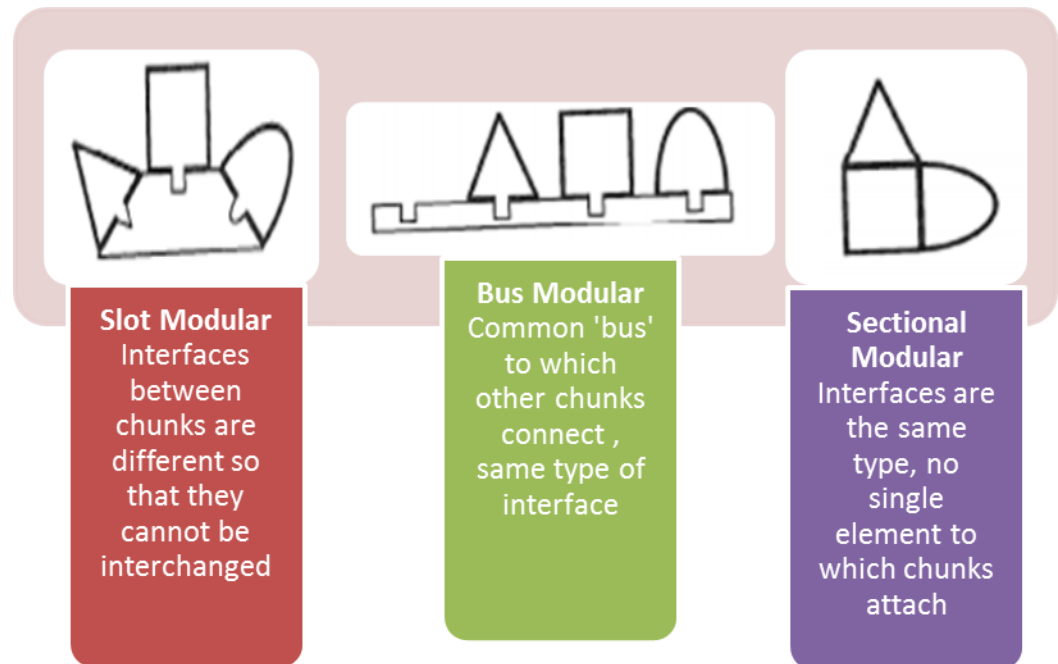 Slot Modular
Interfaces
between
chunks are
different so
that they
cannot be
interchanged
Bus Modular
Common 'bus'
to which
other chunks
connect ,
same type of
interface
Sectional
Modular
Interfaces are
the same
type, no
single
element to
which chunks
attach